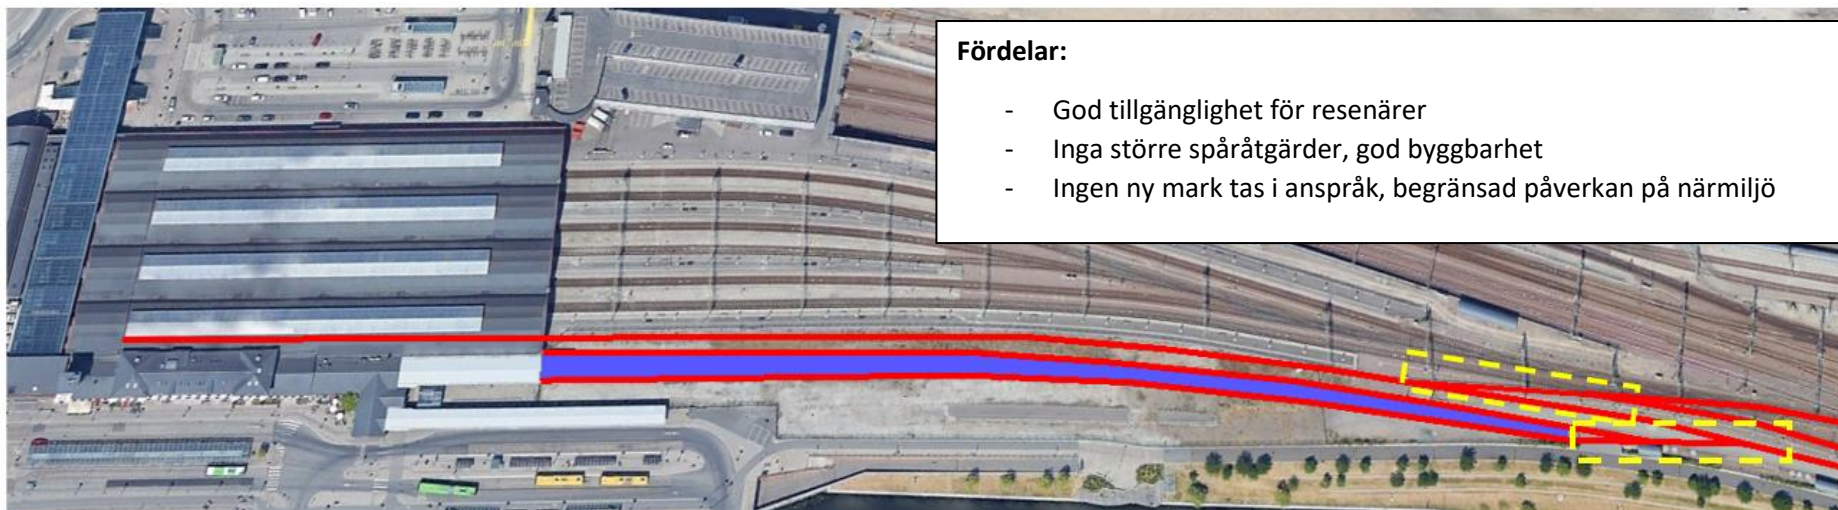 Fördelar:
- God tillgänglighet för resenärer
- Inga större spåråtgärder, god byggbarhet
- Ingen ny mark tas i anspråk, begränsad påverkan på närmiljö